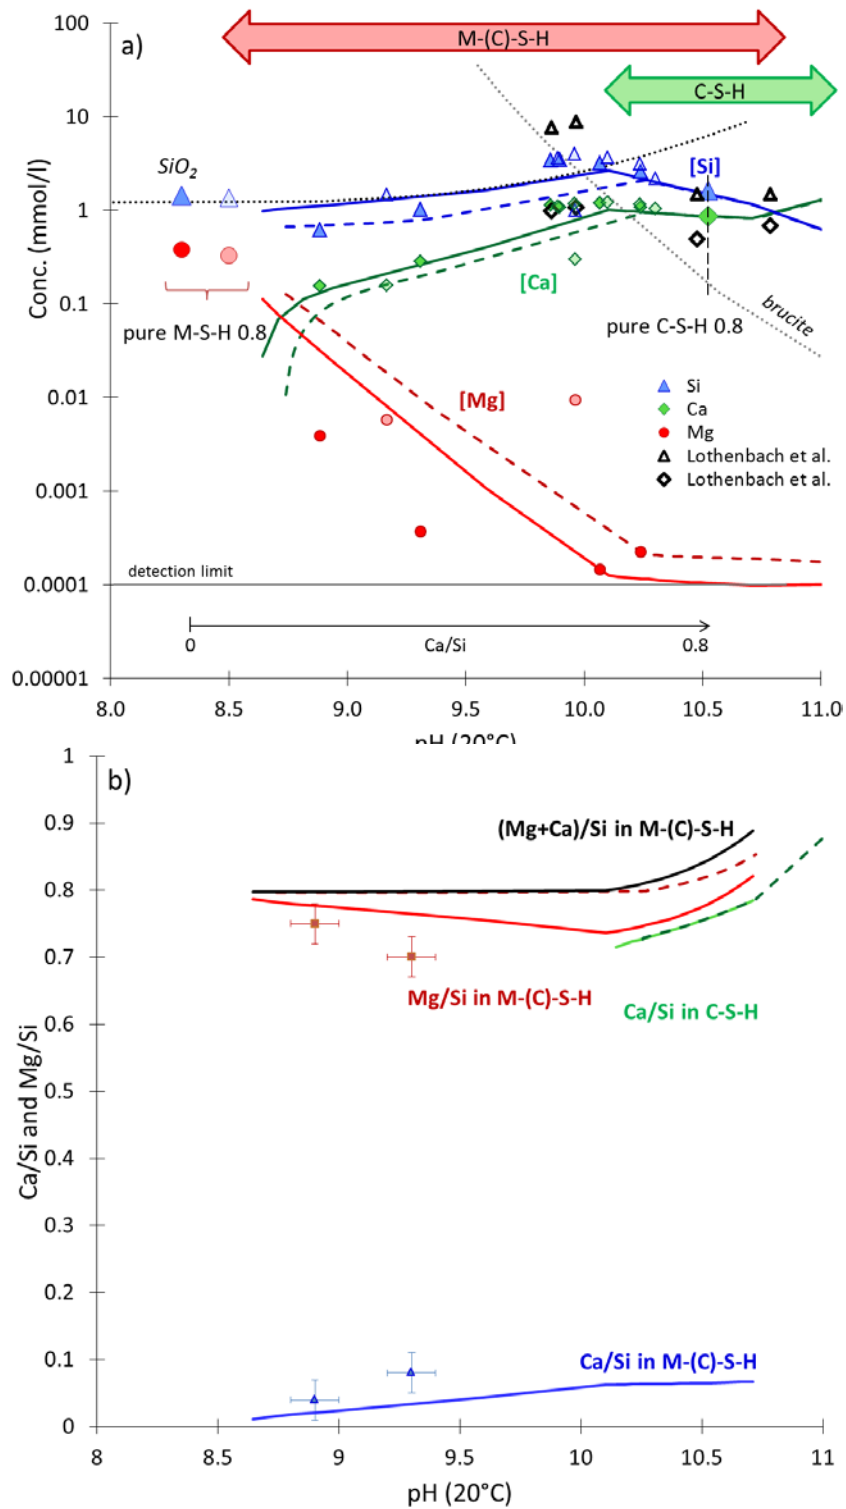 a)
M-(C)-S-H
C-S-H
100
10
1
0.1
0.01
0.001
0.0001
0.00001
Conc. (mmol/l)
SiO2
[Si]
[Ca]
pure M-S-H 0.8
pure C-S-H 0.8
brucite
[Mg]
Si
Ca
Mg
Lothenbach et al.
Lothenbach et al.
detection limit
0 Ca/Si 0.8
8.0 8.5 9.0 9.5 10.0 10.5 11.0
pH (20°C)
b)
1
0.9
0.8
0.7
0.6
0.5
0.4
0.3
0.2
0.1
0
Ca/Si and Mg/Si
(Mg+Ca)/Si in M-(C)-S-H
Mg/Si in M-(C)-S-H
Ca/Si in C-S-H
Ca/Si in M-(C)-S-H
8 8.5 9 9.5 10 10.5 11
pH (20°C)